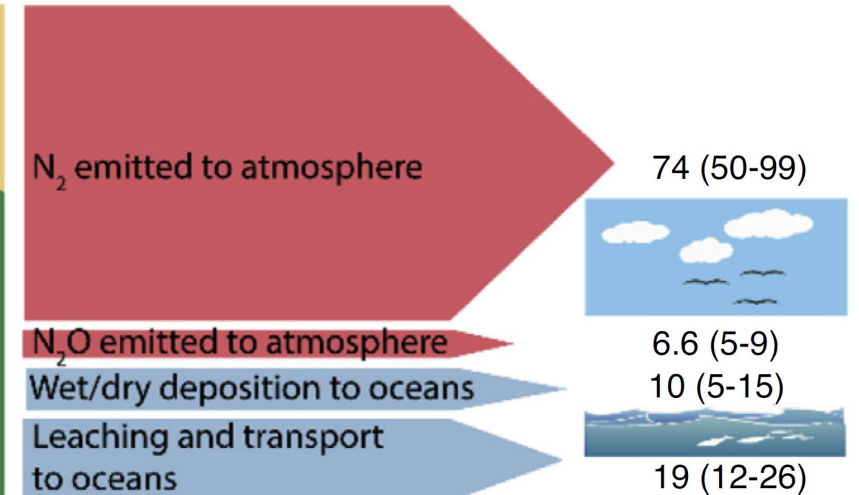 N₂ emitted to atmosphere 74 (50-99)
N₂O emitted to atmosphere 6.6 (5-9)
Wet/dry deposition to oceans 10 (5-15)
Leaching and transport
to oceans 19 (12-26)